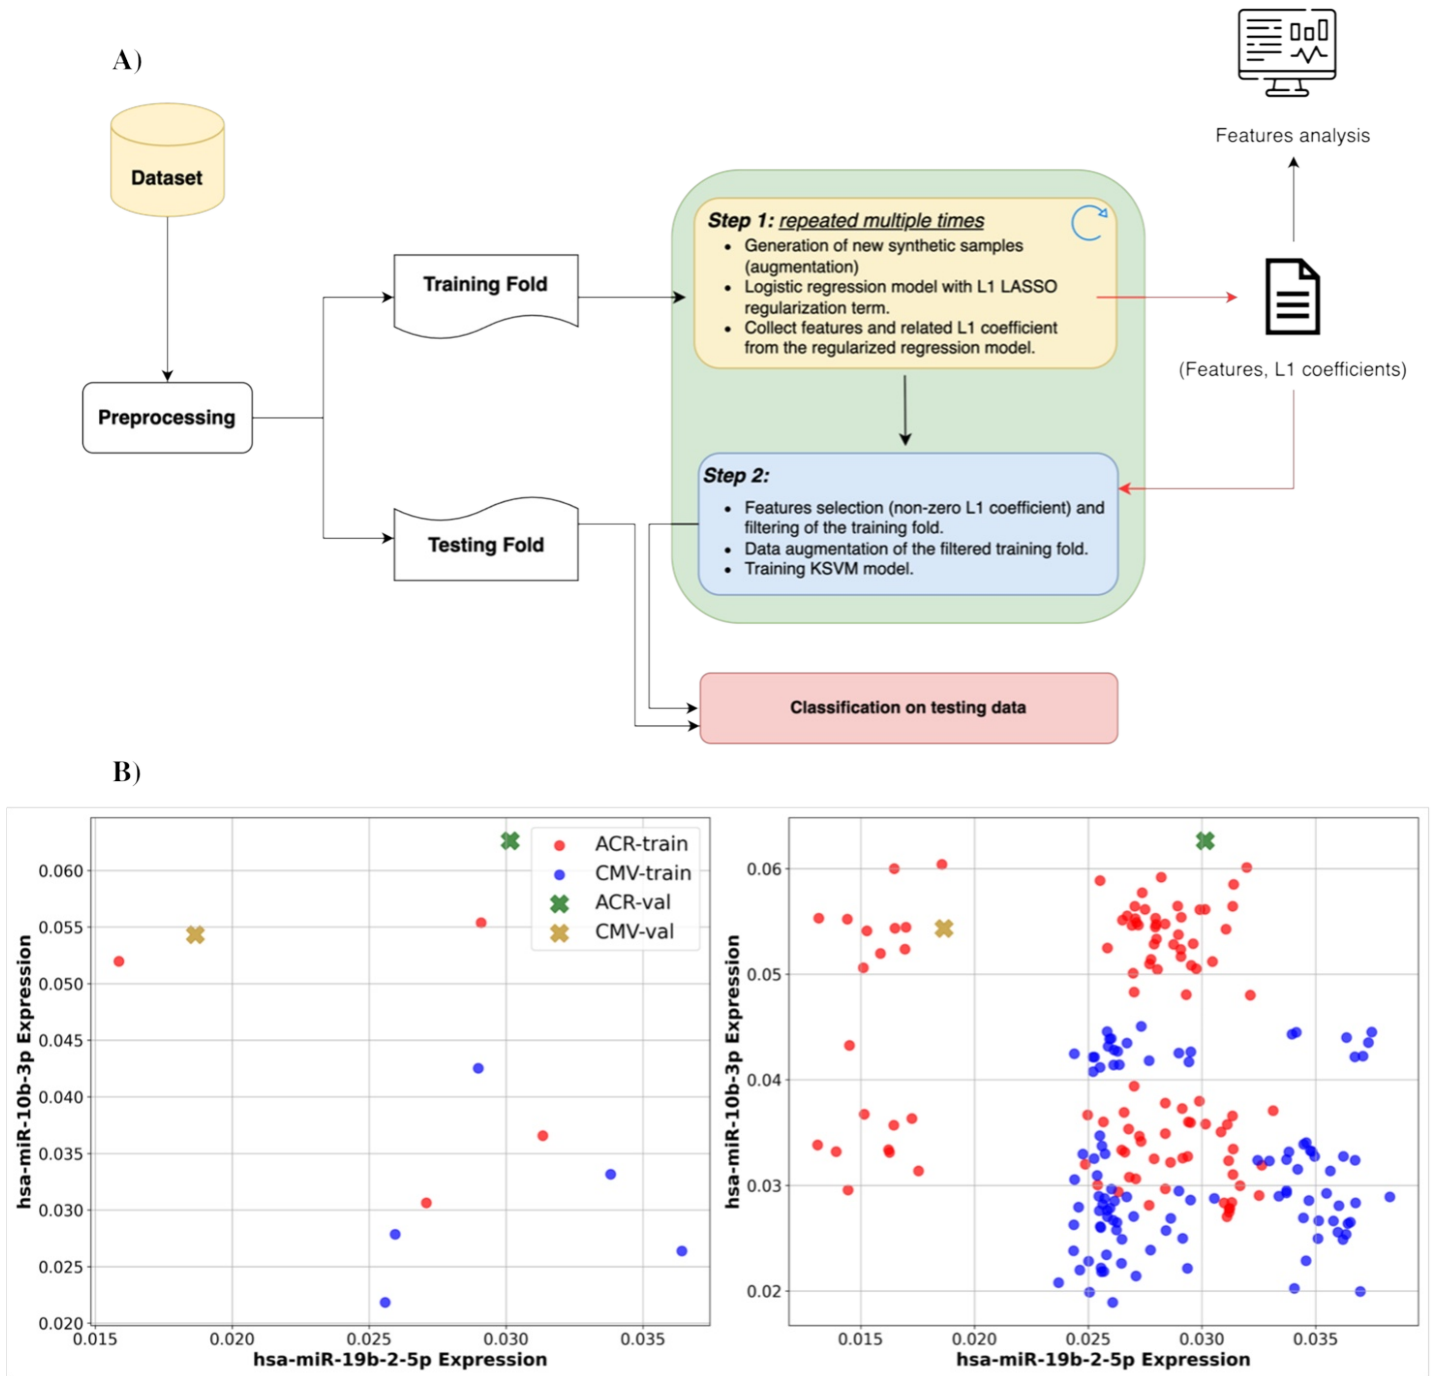 A)
Dataset
Preprocessing
Training Fold
Testing Fold
Step 1: repeated multiple times
• Generation of new synthetic samples
(augmentation)
• Logistic regression model with L1 LASSO
regularization term.
• Collect features and related L1 coefficient
from the regularized regression model.
Step 2:
• Features selection (non-zero L1 coefficient) and
filtering of the training fold.
• Data augmentation of the filtered training fold.
• Training KSVM model.
Features analysis
(Features, L1 coefficients)
Classification on testing data
B)
hsa-miR-10b-3p Expression
0.060
0.055
0.050
0.045
0.040
0.035
0.030
0.025
0.020
0.015 0.020 0.025 0.030 0.035
hsa-miR-19b-2-5p Expression
ACR-train
CMV-train
ACR-val
CMV-val
hsa-miR-10b-3p Expression
0.06
0.05
0.04
0.03
0.02
0.015 0.020 0.025 0.030 0.035
hsa-miR-19b-2-5p Expression